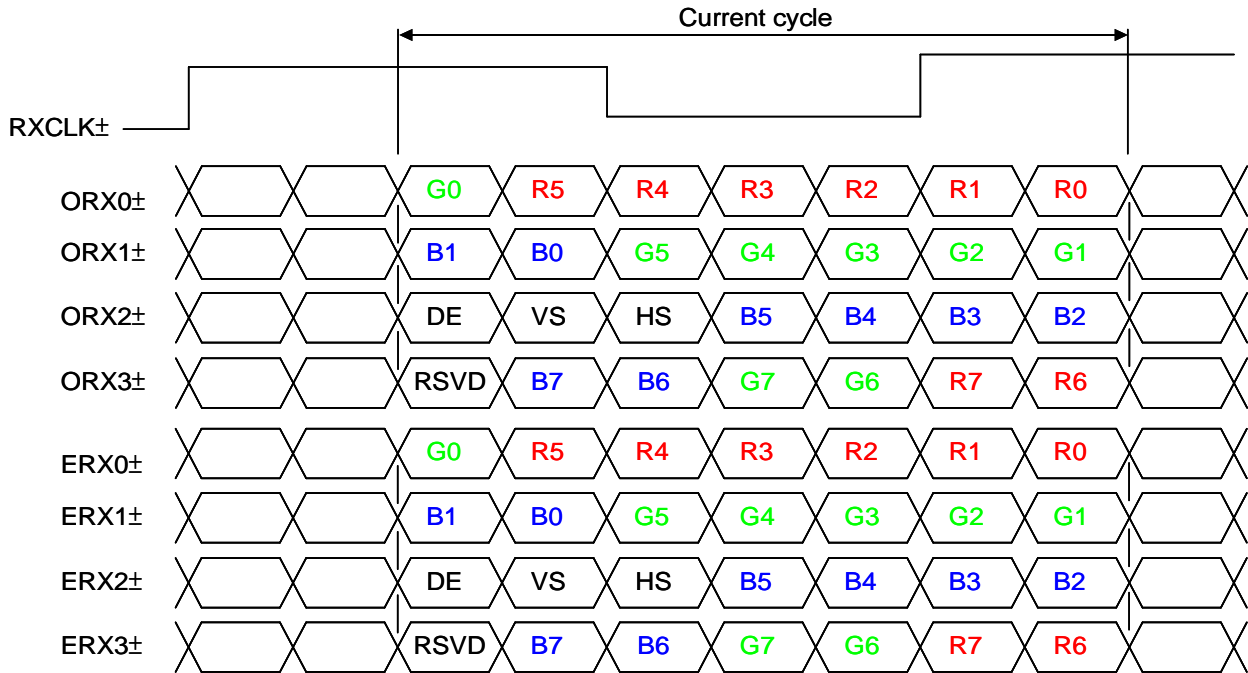 Current cycle
RXCLK±
ORX0± G0 R5 R4 R3 R2 R1 R0
ORX1± B1 B0 G5 G4 G3 G2 G1
ORX2± DE VS HS B5 B4 B3 B2
ORX3± RSVD B7 B6 G7 G6 R7 R6
ERX0± G0 R5 R4 R3 R2 R1 R0
ERX1± B1 B0 G5 G4 G3 G2 G1
ERX2± DE VS HS B5 B4 B3 B2
ERX3± RSVD B7 B6 G7 G6 R7 R6